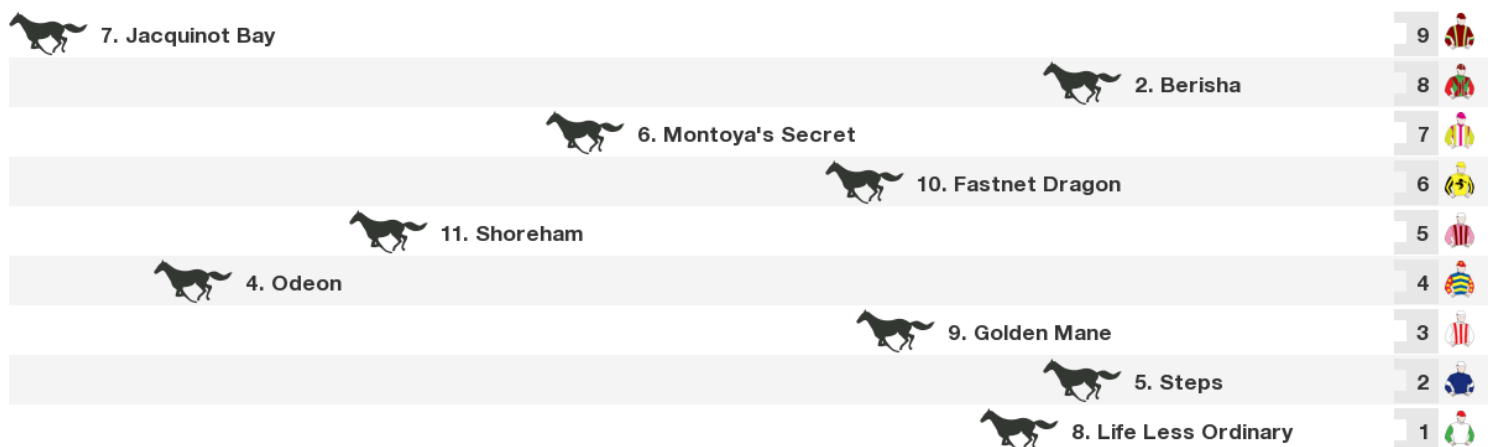 7. Jacquinot Bay 9
2. Berisha 8
6. Montoya's Secret 7
10. Fastnet Dragon 6
11. Shoreham 5
4. Odeon 4
9. Golden Mane 3
5. Steps 2
8. Life Less Ordinary 1